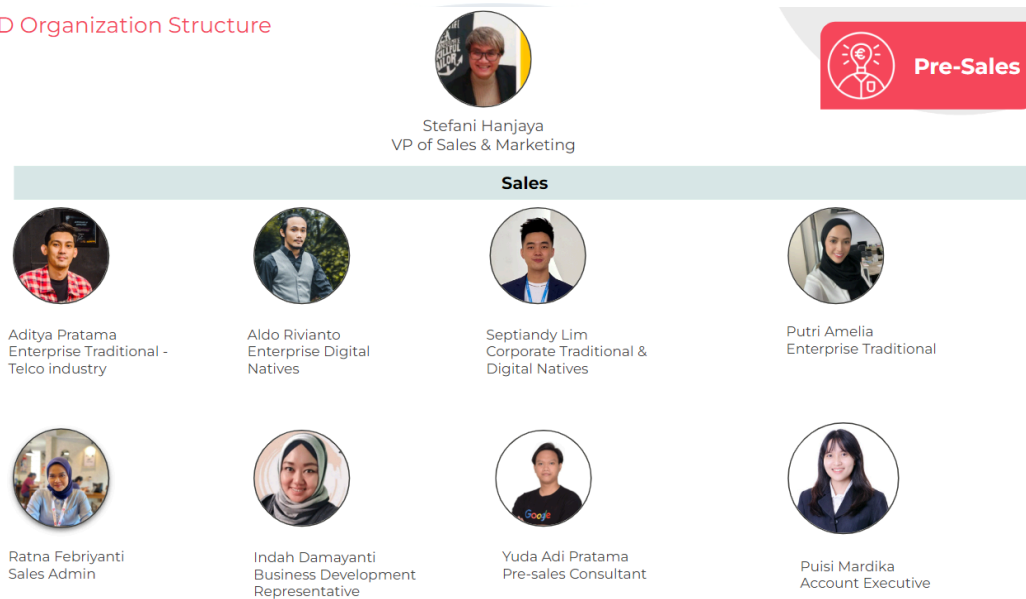 D Organization Structure
Pre-Sales
Stefani Hanjaya
VP of Sales & Marketing
Sales
Aditya Pratama
Enterprise Traditional -
Telco industry
Aldo Rivianto
Enterprise Digital
Natives
Septiandy Lim
Corporate Traditional &
Digital Natives
Putri Amelia
Enterprise Traditional
Google
Ratna Febriyanti
Sales Admin
Indah Damayanti
Business Development
Representative
Yuda Adi Pratama
Pre-sales Consultant
Puisi Mardika
Account Executive